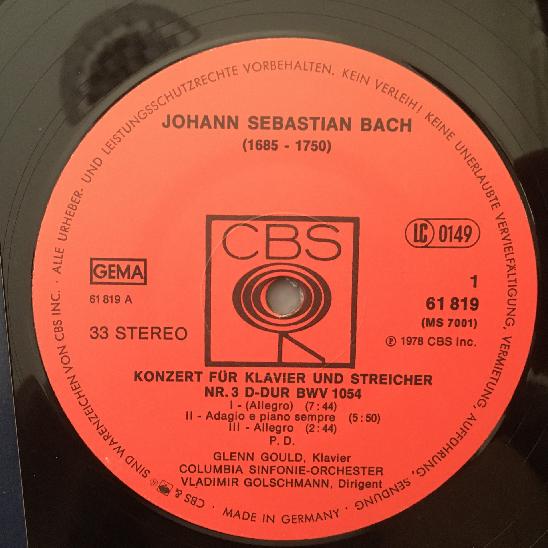 ALLE URHEBER- UND LEISTUNGSSCHUTZRECHTE VORBEHALTEN. KEIN VERLEIH! KEINE UNERLAUBTE VERVIELFÄLTIGUNG, VERMIETUNG, AUFFÜHRUNG, SENDUNG
JOHANN SEBASTIAN BACH
(1685 - 1750)
CBS
GEMA
LC 0149
61 819 A
1
61 819
(MS 7001)
33 STEREO
℗ 1978 CBS Inc.
KONZERT FÜR KLAVIER UND STREICHER
NR. 3 D-DUR BWV 1054
I - (Allegro) (7:44)
II - Adagio e piano sempre (5:50)
III - Allegro (2:44)
P. D.
GLENN GOULD, Klavier
COLUMBIA SINFONIE-ORCHESTER
VLADIMIR GOLSCHMANN, Dirigent
CBS & SIND WARENZEICHEN VON CBS INC. ·
· MADE IN GERMANY ·